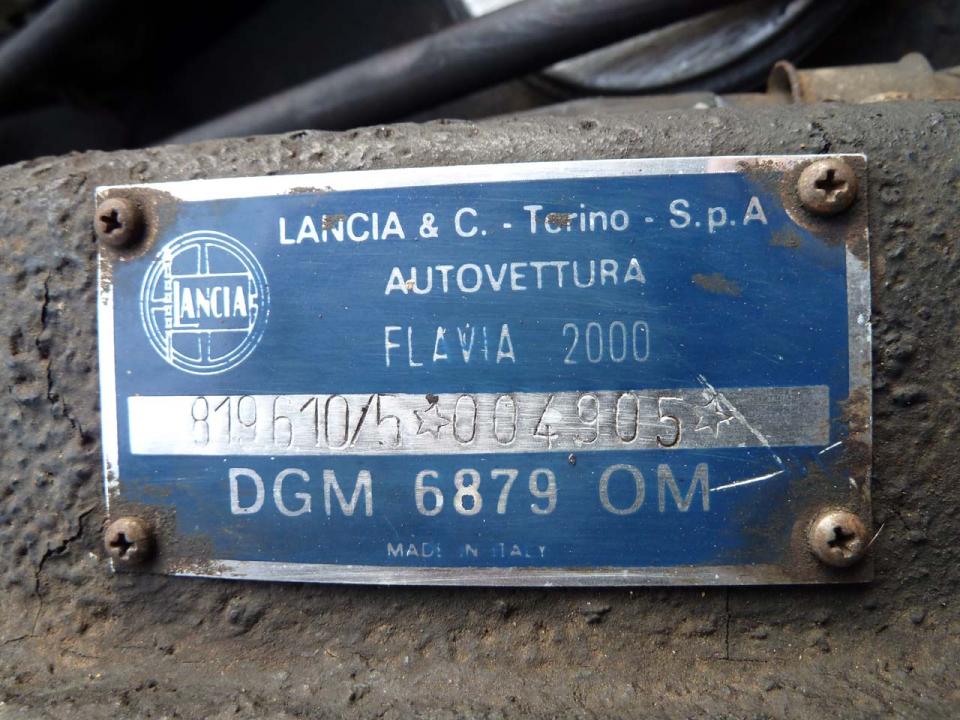 LANCIA & C. - Torino - S.p.A
AUTOVETTURA
LANCIA
FLAVIA 2000
819610/5☆004905☆
DGM 6879 OM
MADE IN ITALY